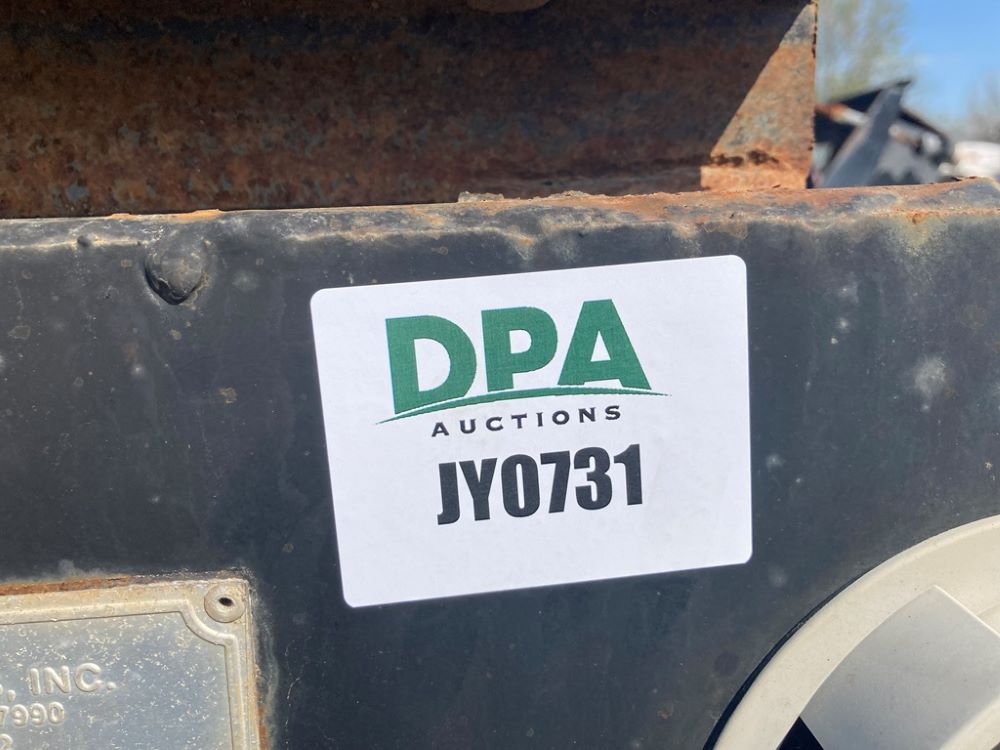 DPA
AUCTIONS
JY0731
, INC.
7990